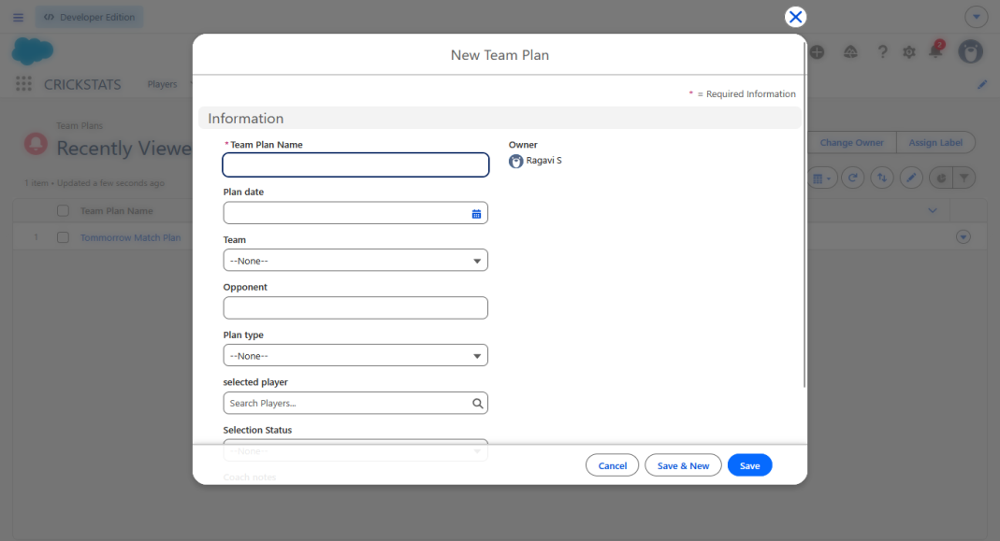 Developer Edition
New Team Plan
2
CRICKSTATS
Players
* = Required Information
Information
Team Plans
Recently Viewe
Change Owner
Assign Label
1 item • Updated a few seconds ago
* Team Plan Name
Owner
Ragavi S
Plan date
Team Plan Name
1
Tommorrow Match Plan
Team
--None--
Opponent
Plan type
--None--
selected player
Search Players...
Selection Status
--None--
Coach notes
Cancel
Save & New
Save